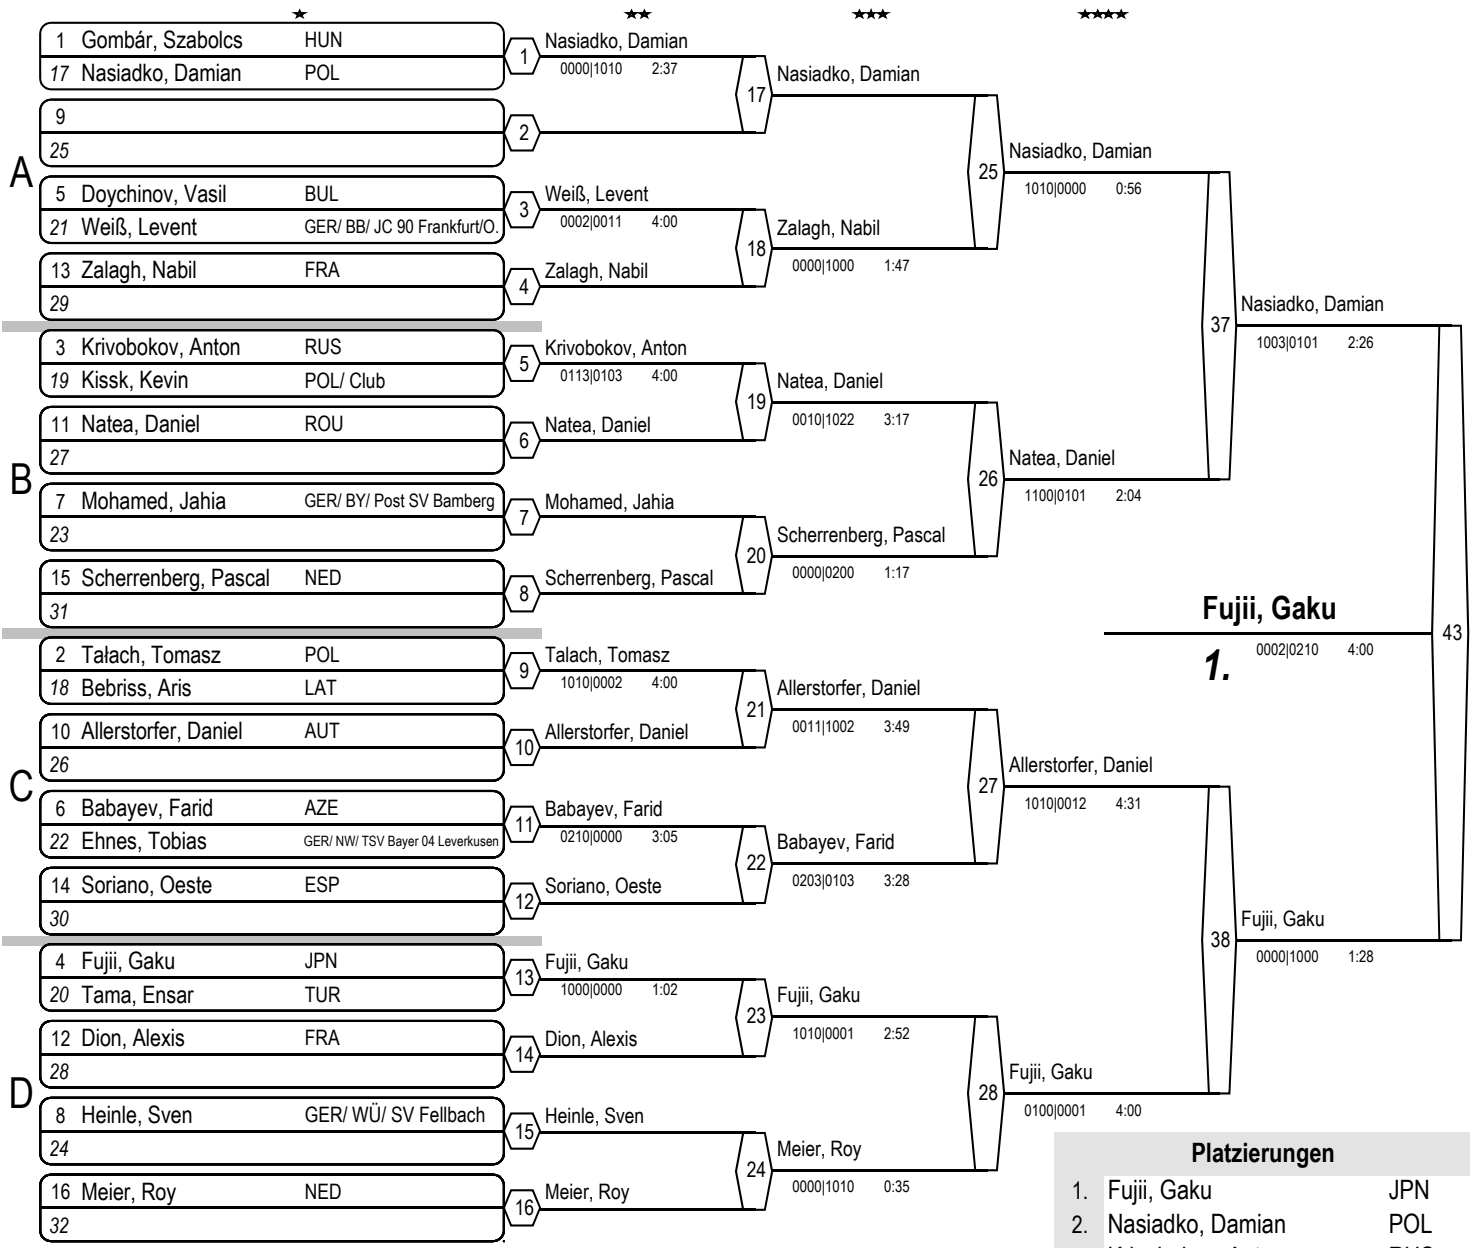 ★ ★★ ★★★ ★★★★
1 Gombár, Szabolcs HUN
17 Nasiadko, Damian POL
1
Nasiadko, Damian
0000|1010 2:37
9
25
2
17
Nasiadko, Damian
A
5 Doychinov, Vasil BUL
21 Weiß, Levent GER/ BB/ JC 90 Frankfurt/O.
3
Weiß, Levent
0002|0011 4:00
13 Zalagh, Nabil FRA
29
4
Zalagh, Nabil
18
Zalagh, Nabil
0000|1000 1:47
25
Nasiadko, Damian
1010|0000 0:56
3 Krivobokov, Anton RUS
19 Kissk, Kevin POL/ Club
5
Krivobokov, Anton
0113|0103 4:00
11 Natea, Daniel ROU
27
6
Natea, Daniel
19
Natea, Daniel
0010|1022 3:17
B
7 Mohamed, Jahia GER/ BY/ Post SV Bamberg
23
7
Mohamed, Jahia
15 Scherrenberg, Pascal NED
31
8
Scherrenberg, Pascal
20
Scherrenberg, Pascal
0000|0200 1:17
26
Natea, Daniel
1100|0101 2:04
37
Nasiadko, Damian
1003|0101 2:26
2 Tałach, Tomasz POL
18 Bebriss, Aris LAT
9
Talach, Tomasz
1010|0002 4:00
10 Allerstorfer, Daniel AUT
26
10
Allerstorfer, Daniel
21
Allerstorfer, Daniel
0011|1002 3:49
C
6 Babayev, Farid AZE
22 Ehnes, Tobias GER/ NW/ TSV Bayer 04 Leverkusen
11
Babayev, Farid
0210|0000 3:05
14 Soriano, Oeste ESP
30
12
Soriano, Oeste
22
Babayev, Farid
0203|0103 3:28
27
Allerstorfer, Daniel
1010|0012 4:31
4 Fujii, Gaku JPN
20 Tama, Ensar TUR
13
Fujii, Gaku
1000|0000 1:02
12 Dion, Alexis FRA
28
14
Dion, Alexis
23
Fujii, Gaku
1010|0001 2:52
D
8 Heinle, Sven GER/ WÜ/ SV Fellbach
24
15
Heinle, Sven
16 Meier, Roy NED
32
16
Meier, Roy
24
Meier, Roy
0000|1010 0:35
28
Fujii, Gaku
0100|0001 4:00
38
Fujii, Gaku
0000|1000 1:28
43
Fujii, Gaku
1. 0002|0210 4:00
Platzierungen
1. Fujii, Gaku JPN
2. Nasiadko, Damian POL